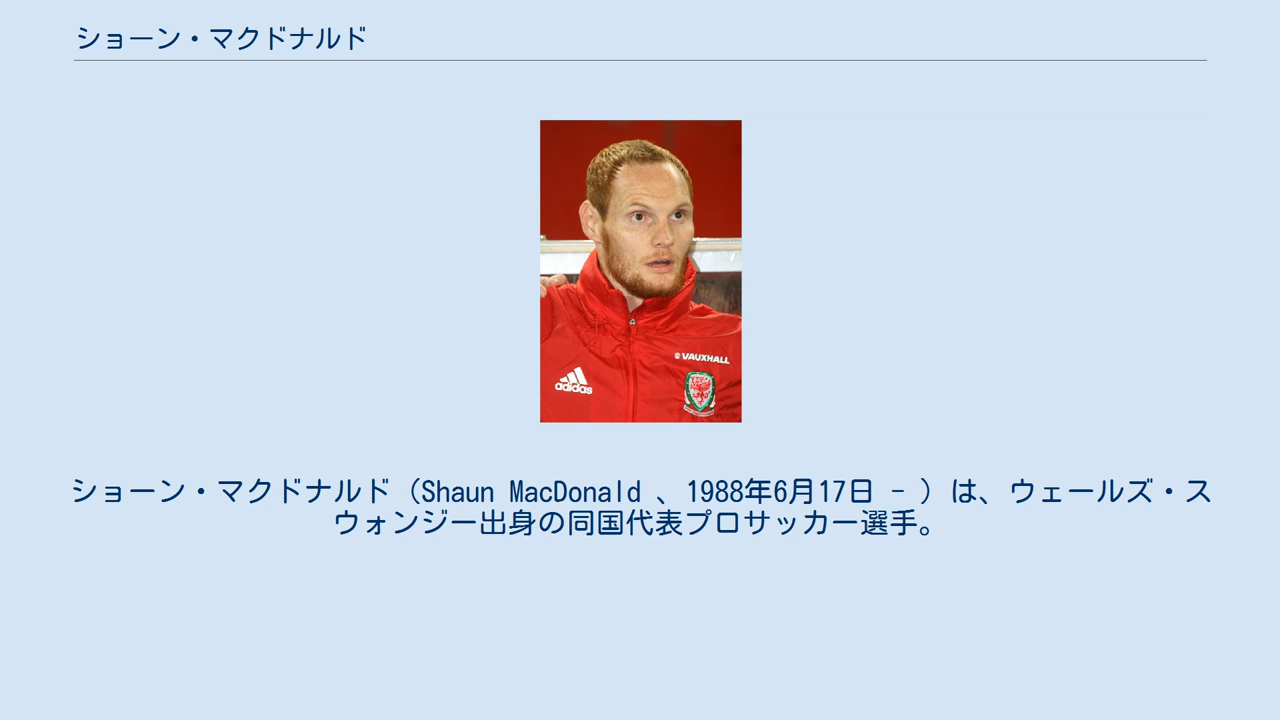 ショーン・マクドナルド
VAUXHALL
adidas
ショーン・マクドナルド（Shaun MacDonald 、1988年6月17日 - ）は、ウェールズ・ス
ウォンジー出身の同国代表プロサッカー選手。